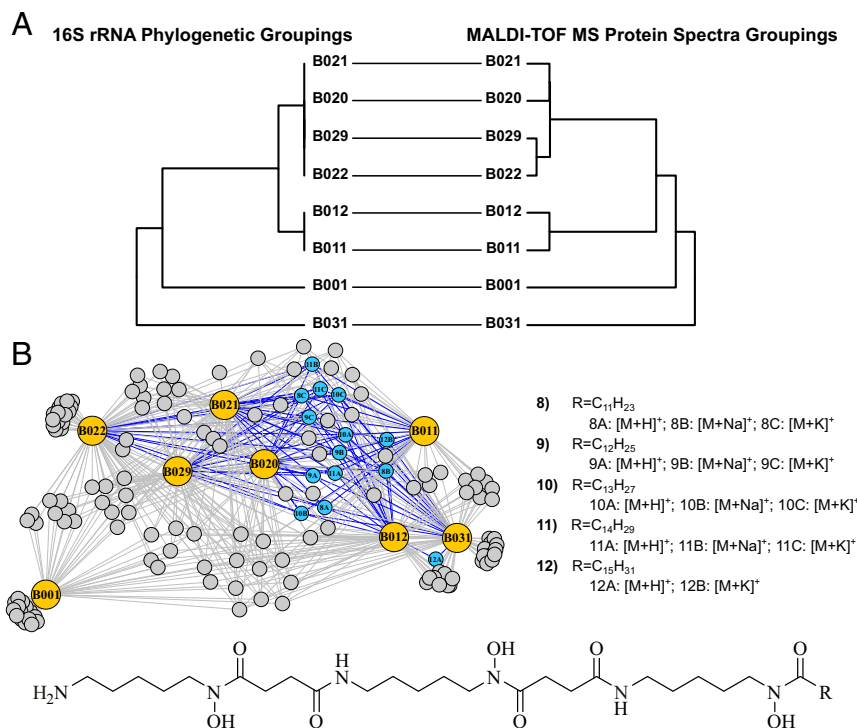 A
16S rRNA Phylogenetic Groupings
MALDI-TOF MS Protein Spectra Groupings
B021 B021
B020 B020
B029 B029
B022 B022
B012 B012
B011 B011
B001 B001
B031 B031
B
11B
8C
11C
10C
B021
9C
B022
10A
12B
B011
9B
B029
B020
9A
11A
8B
10B
8A
B012
B031
12A
B001
8) R=C₁₁H₂₃
8A: [M+H]⁺; 8B: [M+Na]⁺; 8C: [M+K]⁺
9) R=C₁₂H₂₅
9A: [M+H]⁺; 9B: [M+Na]⁺; 9C: [M+K]⁺
10) R=C₁₃H₂₇
10A: [M+H]⁺; 10B: [M+Na]⁺; 10C: [M+K]⁺
11) R=C₁₄H₂₉
11A: [M+H]⁺; 11B: [M+Na]⁺; 11C: [M+K]⁺
12) R=C₁₅H₃₁
12A: [M+H]⁺; 12B: [M+K]⁺
O H OH O O
H₂N N N N N N R
OH O O H OH